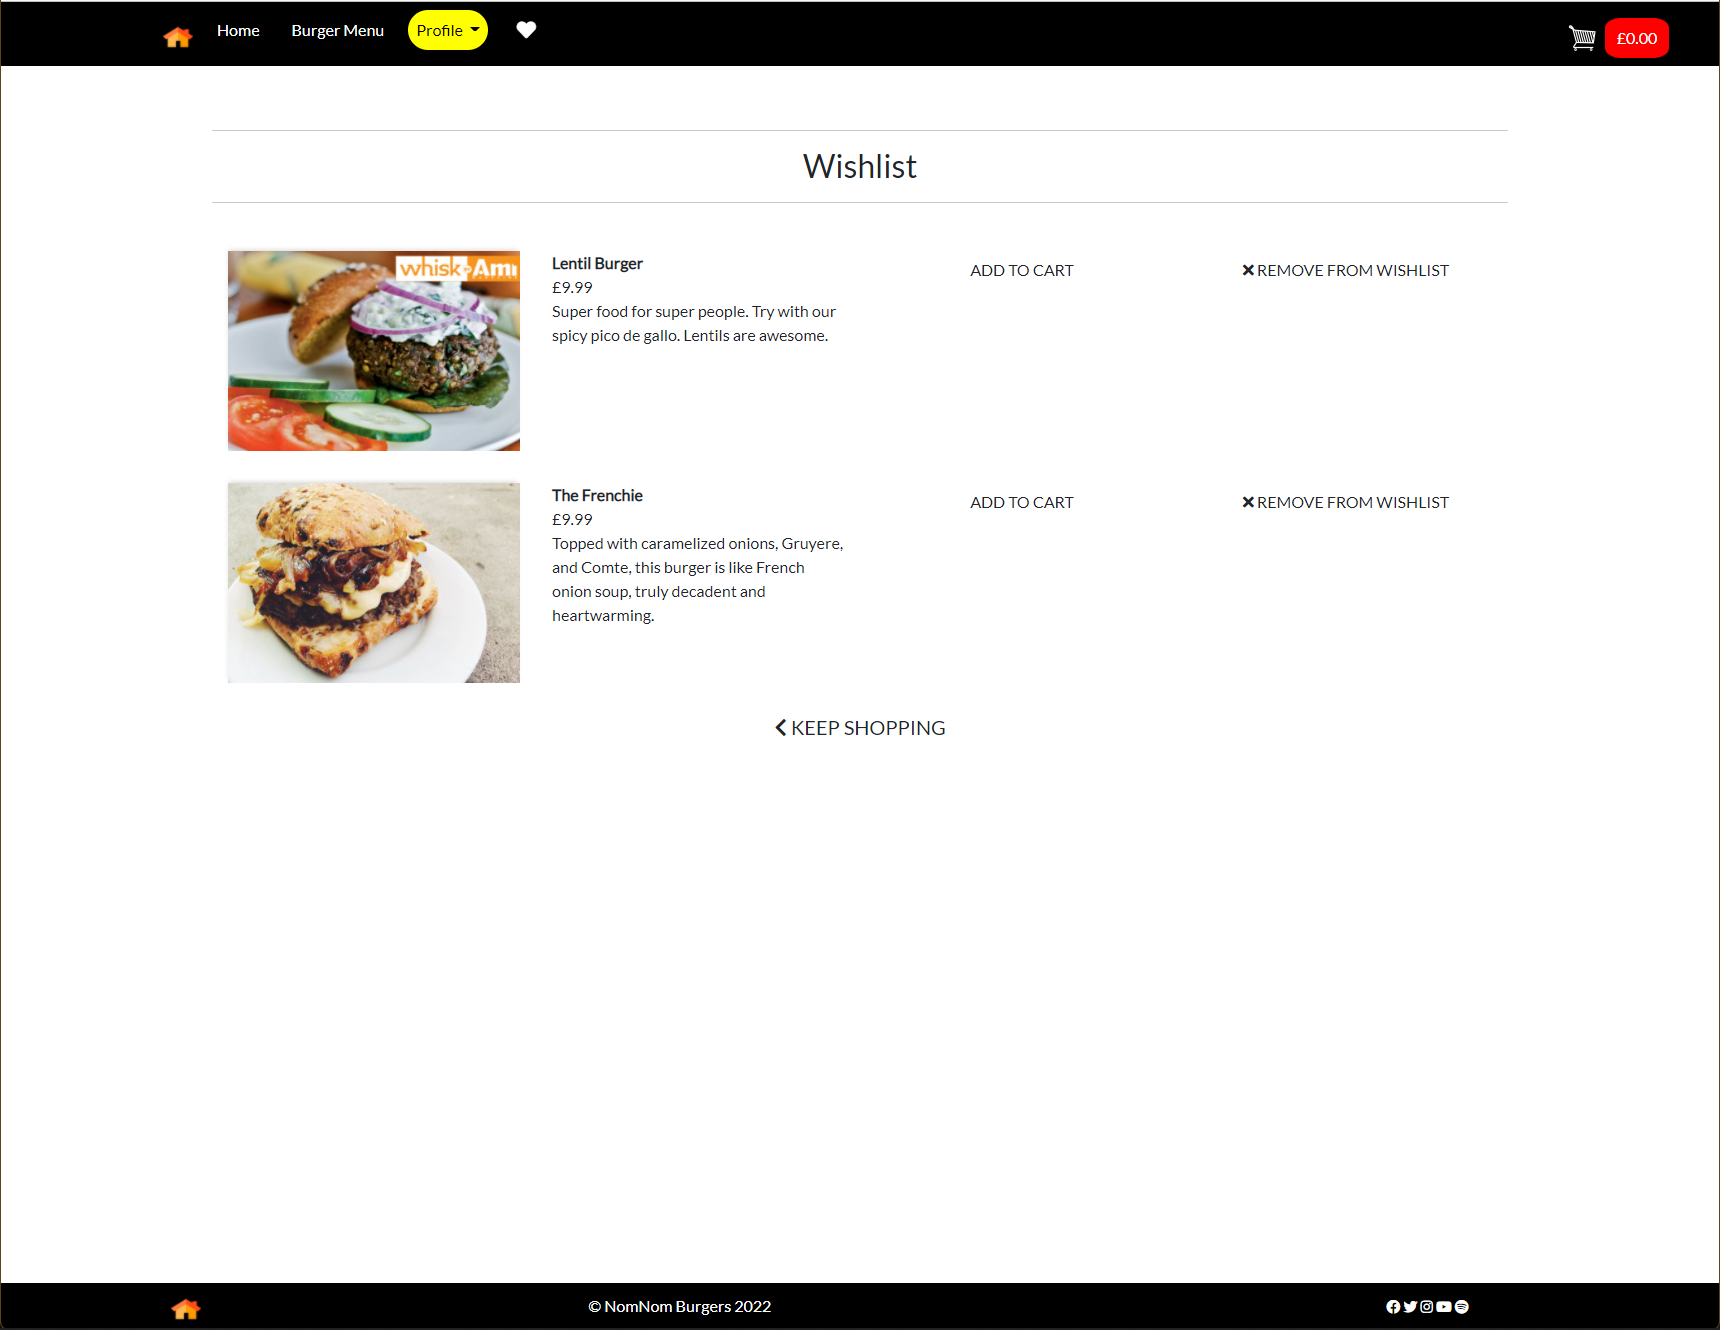 Home
Burger Menu
Profile
£0.00
Wishlist
whisk
Ami
Lentil Burger
£9.99
Super food for super people. Try with our
spicy pico de gallo. Lentils are awesome.
ADD TO CART
REMOVE FROM WISHLIST
The Frenchie
£9.99
Topped with caramelized onions, Gruyere,
and Comte, this burger is like French
onion soup, truly decadent and
heartwarming.
ADD TO CART
REMOVE FROM WISHLIST
KEEP SHOPPING
© NomNom Burgers 2022